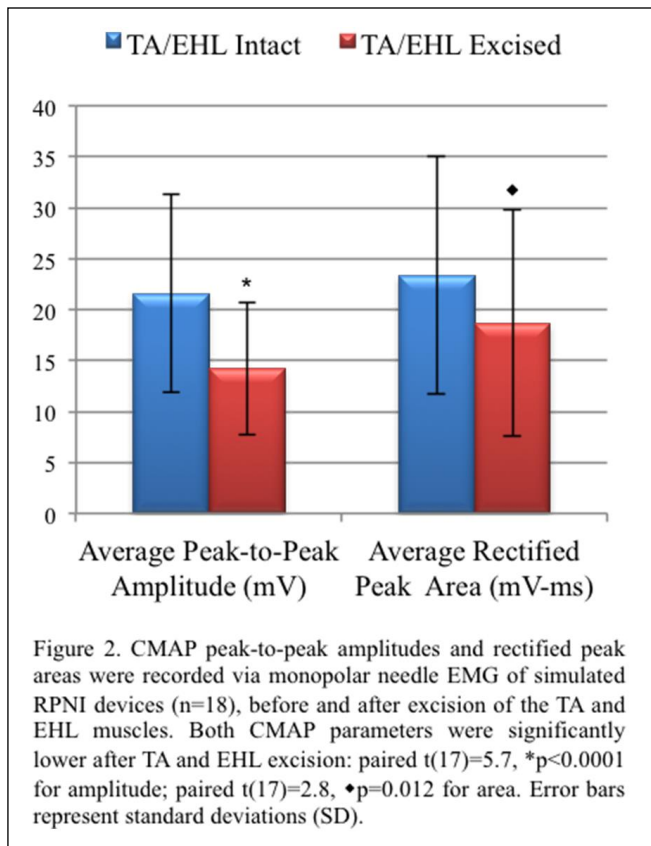 TA/EHL Intact TA/EHL Excised
40
35
30
25
20
15
10
5
0
*
◆
Average Peak-to-Peak Average Rectified
Amplitude (mV) Peak Area (mV-ms)
Figure 2. CMAP peak-to-peak amplitudes and rectified peak
areas were recorded via monopolar needle EMG of simulated
RPNI devices (n=18), before and after excision of the TA and
EHL muscles. Both CMAP parameters were significantly
lower after TA and EHL excision: paired t(17)=5.7, *p<0.0001
for amplitude; paired t(17)=2.8, ◆p=0.012 for area. Error bars
represent standard deviations (SD).